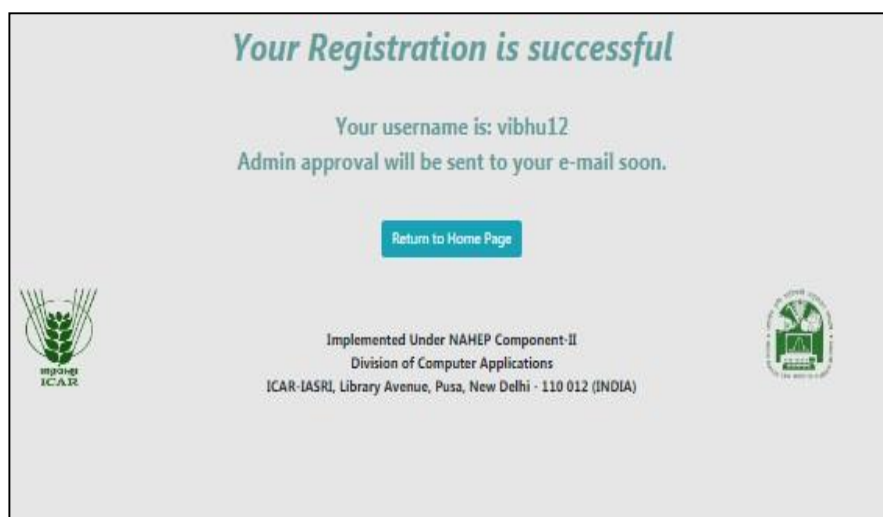 Your Registration is successful
Your username is: vibhu12
Admin approval will be sent to your e-mail soon.
Return to Home Page
ICAR
Implemented Under NAHEP Component-II
Division of Computer Applications
ICAR-IASRI, Library Avenue, Pusa, New Delhi - 110 012 (INDIA)